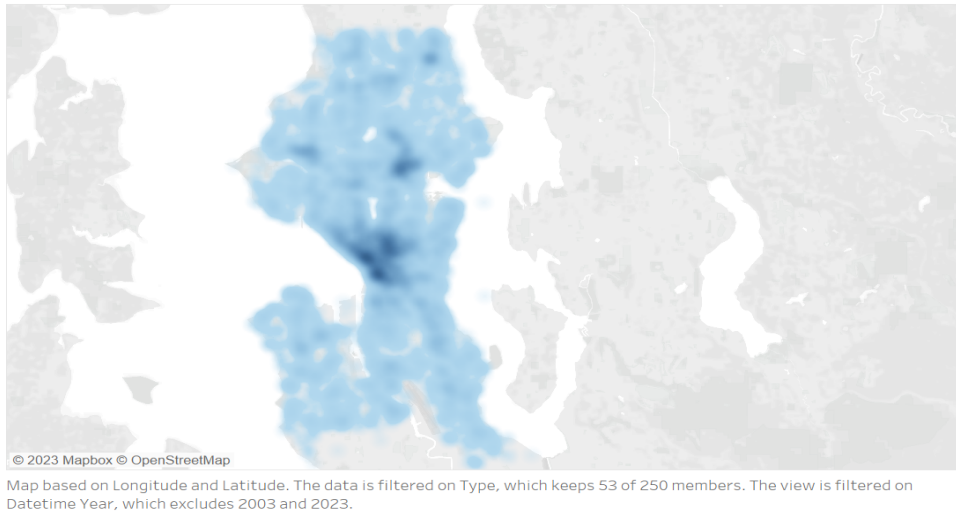 © 2023 Mapbox © OpenStreetMap
Map based on Longitude and Latitude. The data is filtered on Type, which keeps 53 of 250 members. The view is filtered on
Datetime Year, which excludes 2003 and 2023.